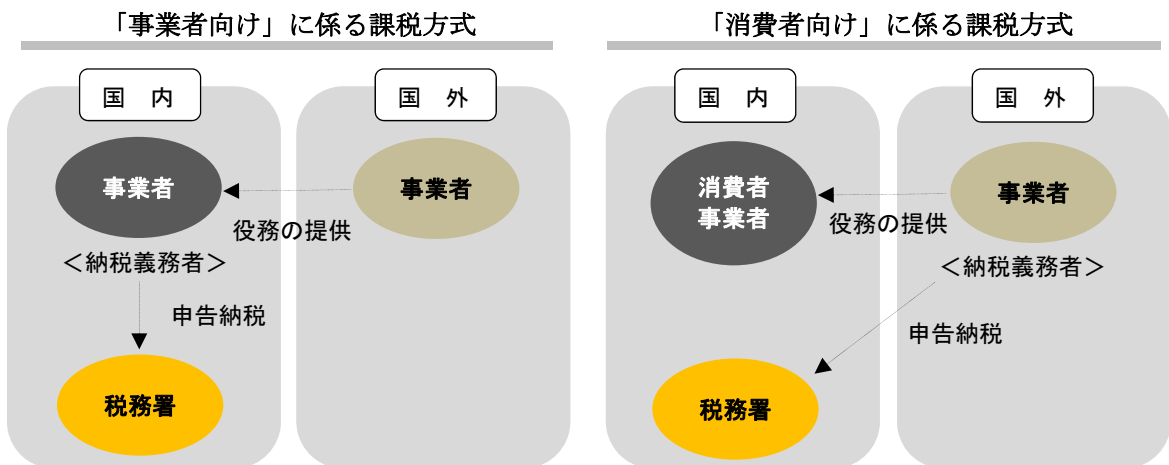 「事業者向け」に係る課税方式
国　内
国　外
事業者
事業者
役務の提供
＜納税義務者＞
申告納税
税務署
「消費者向け」に係る課税方式
国　内
国　外
消費者
事業者
事業者
役務の提供
＜納税義務者＞
申告納税
税務署